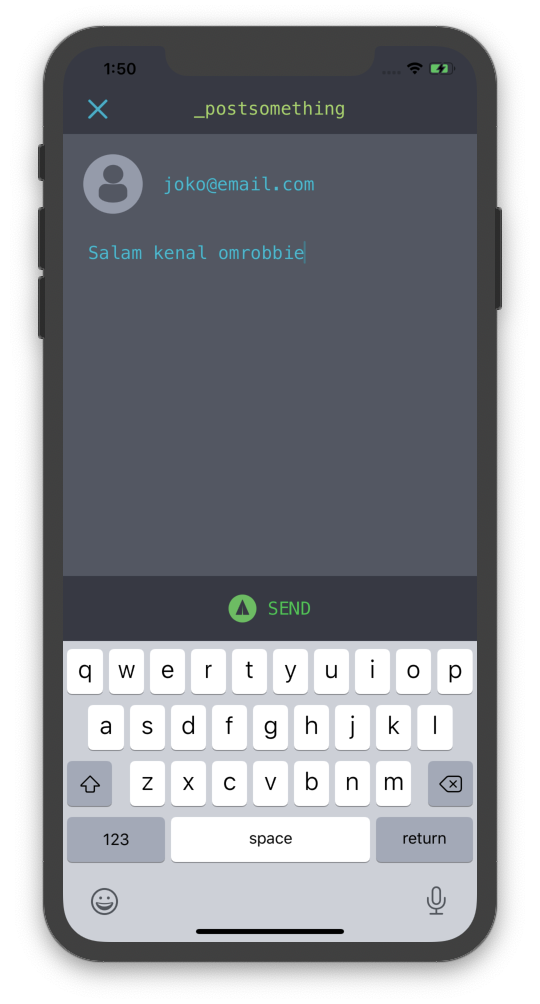 1:50
_postsomething
joko@email.com
Salam kenal omrobbie
SEND
q w e r t y u i o p
a s d f g h j k l
z x c v b n m
123 space return